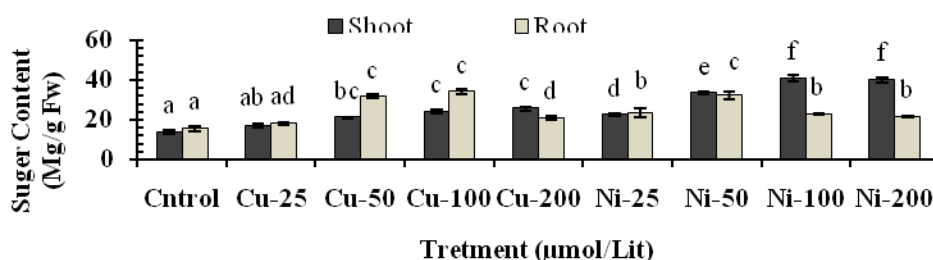 Shoot Root
Suger Content
(Mg/g Fw)
60
40
20
0
a a ab ad bc c c c c d d b e c f b f b
Cntrol Cu-25 Cu-50 Cu-100 Cu-200 Ni-25 Ni-50 Ni-100 Ni-200
Tretment (µmol/Lit)